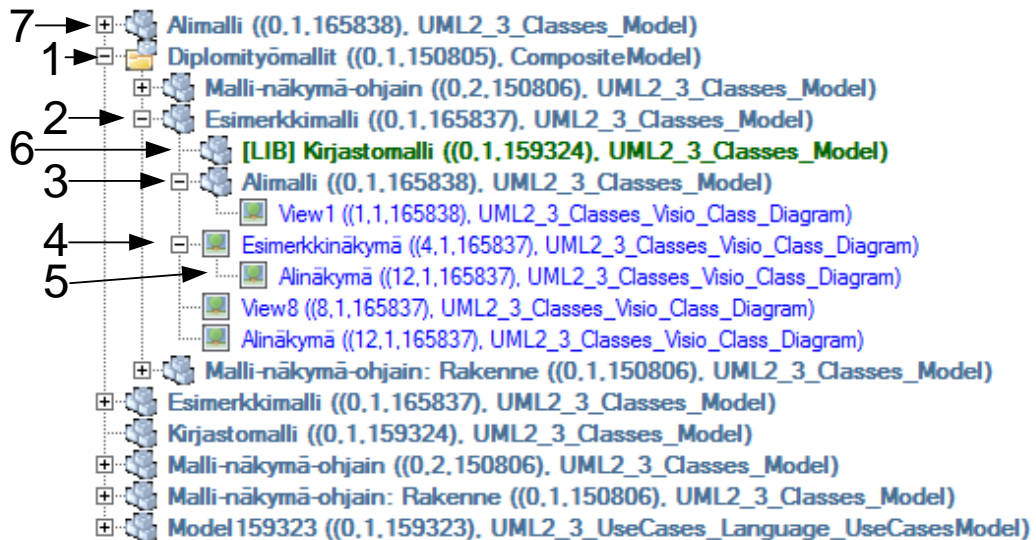 7 Alimalli ((0,1,165838), UML2_3_Classes_Model)
1 Diplomityömallit ((0,1,150805), CompositeModel)
Malli-näkymä-ohjain ((0,2,150806), UML2_3_Classes_Model)
2 Esimerkkimalli ((0,1,165837), UML2_3_Classes_Model)
6 [LIB] Kirjastomalli ((0,1,159324), UML2_3_Classes_Model)
3 Alimalli ((0,1,165838), UML2_3_Classes_Model)
View1 ((1,1,165838), UML2_3_Classes_Visio_Class_Diagram)
4 Esimerkkinäkymä ((4,1,165837), UML2_3_Classes_Visio_Class_Diagram)
5 Alinäkymä ((12,1,165837), UML2_3_Classes_Visio_Class_Diagram)
View8 ((8,1,165837), UML2_3_Classes_Visio_Class_Diagram)
Alinäkymä ((12,1,165837), UML2_3_Classes_Visio_Class_Diagram)
Malli-näkymä-ohjain: Rakenne ((0,1,150806), UML2_3_Classes_Model)
Esimerkkimalli ((0,1,165837), UML2_3_Classes_Model)
Kirjastomalli ((0,1,159324), UML2_3_Classes_Model)
Malli-näkymä-ohjain ((0,2,150806), UML2_3_Classes_Model)
Malli-näkymä-ohjain: Rakenne ((0,1,150806), UML2_3_Classes_Model)
Model159323 ((0,1,159323), UML2_3_UseCases_Language_UseCasesModel)